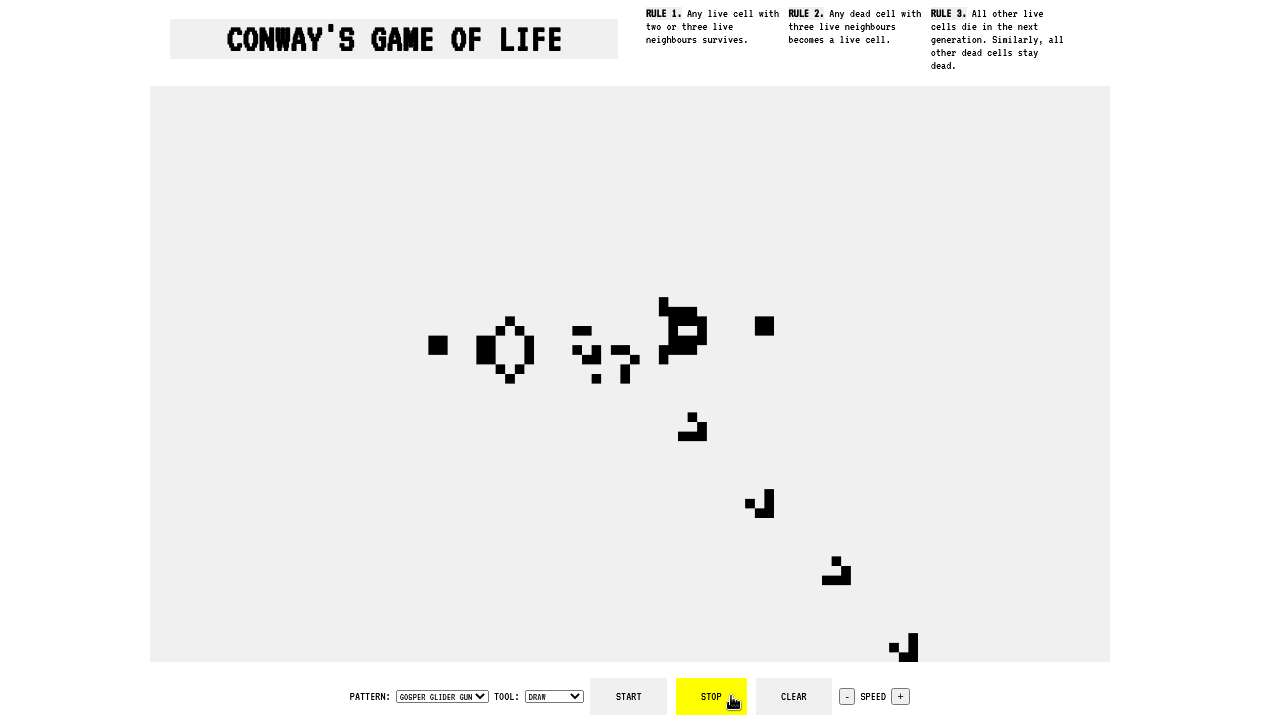 CONWAY'S GAME OF LIFE
RULE 1. Any live cell with
two or three live
neighbours survives.
RULE 2. Any dead cell with
three live neighbours
becomes a live cell.
RULE 3. All other live
cells die in the next
generation. Similarly, all
other dead cells stay
dead.
PATTERN: GOSPER GLIDER GUN TOOL: DRAW START STOP CLEAR - SPEED +